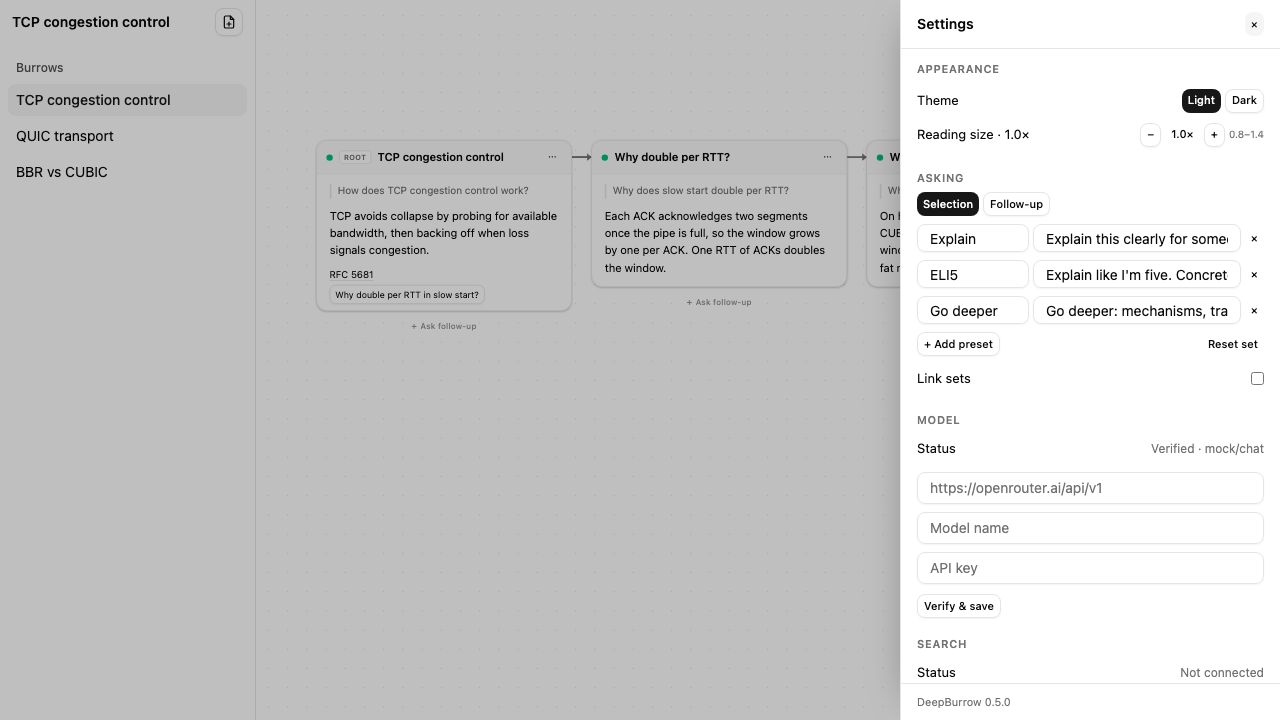 TCP congestion control
Burrows
TCP congestion control
QUIC transport
BBR vs CUBIC
ROOT TCP congestion control ...
How does TCP congestion control work?
TCP avoids collapse by probing for available
bandwidth, then backing off when loss
signals congestion.
RFC 5681
Why double per RTT in slow start?
+ Ask follow-up
Why double per RTT? ...
Why does slow start double per RTT?
Each ACK acknowledges two segments
once the pipe is full, so the window grows
by one per ACK. One RTT of ACKs doubles
the window.
+ Ask follow-up
On
fat
Settings ×
APPEARANCE
Theme Light Dark
Reading size · 1.0× − 1.0× + 0.8–1.4
ASKING
Selection Follow-up
Explain Explain this clearly for some ×
ELI5 Explain like I'm five. Concret ×
Go deeper Go deeper: mechanisms, tra ×
+ Add preset Reset set
Link sets
MODEL
Status Verified · mock/chat
https://openrouter.ai/api/v1
Model name
API key
Verify & save
SEARCH
Status Not connected
DeepBurrow 0.5.0